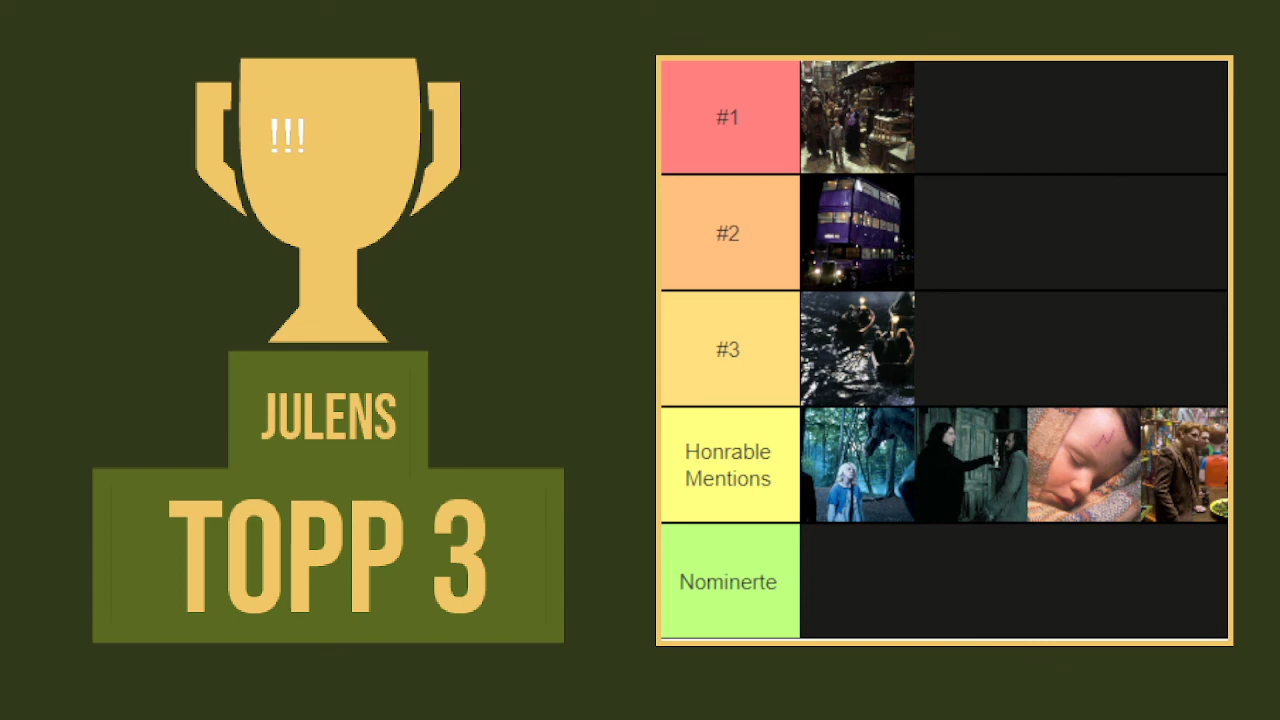 !!!
JULENS
TOPP 3
#1
#2
#3
Honrable
Mentions
Nominerte